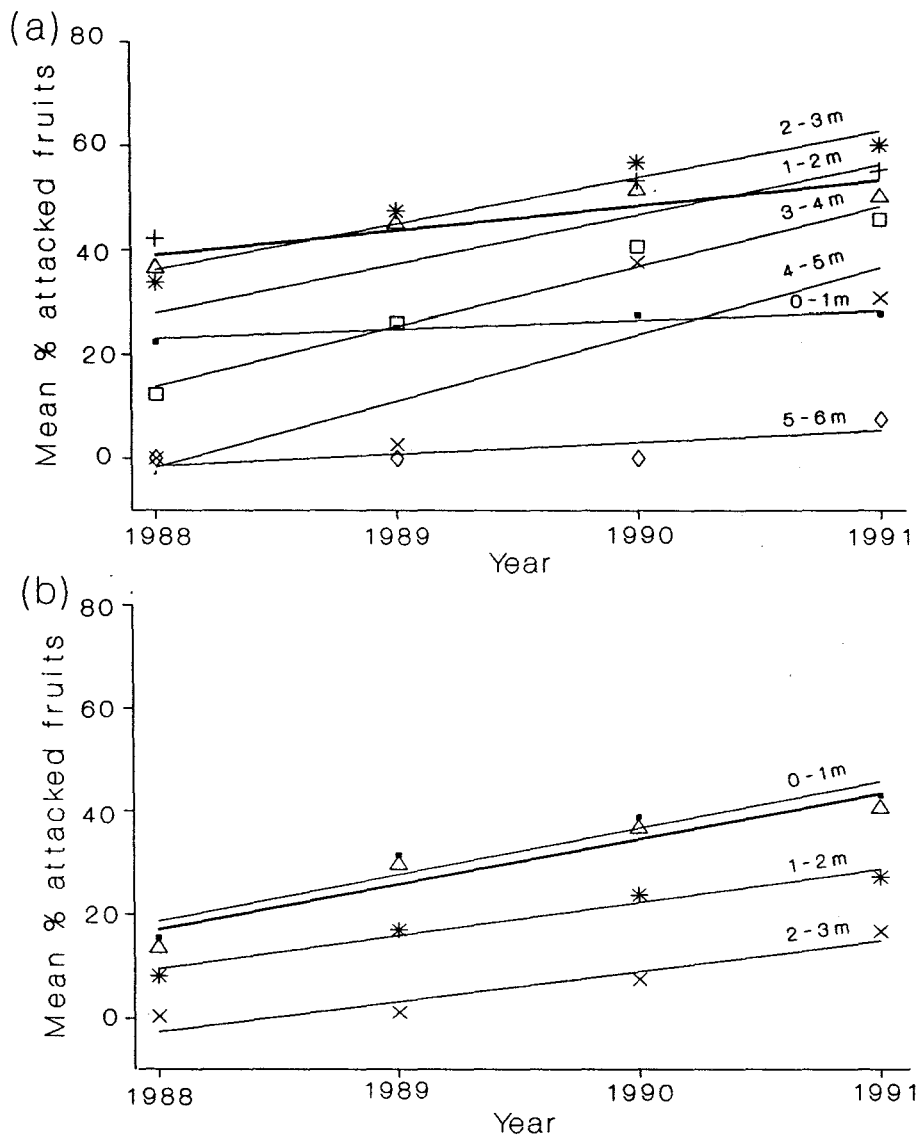 (a)
80
60
40
20
0
Mean % attacked fruits
2-3m
1-2m
3-4m
4-5m
0-1m
5-6m
1988 1989 1990 1991
Year
(b)
80
60
40
20
0
Mean % attacked fruits
0-1m
1-2m
2-3m
1988 1989 1990 1991
Year